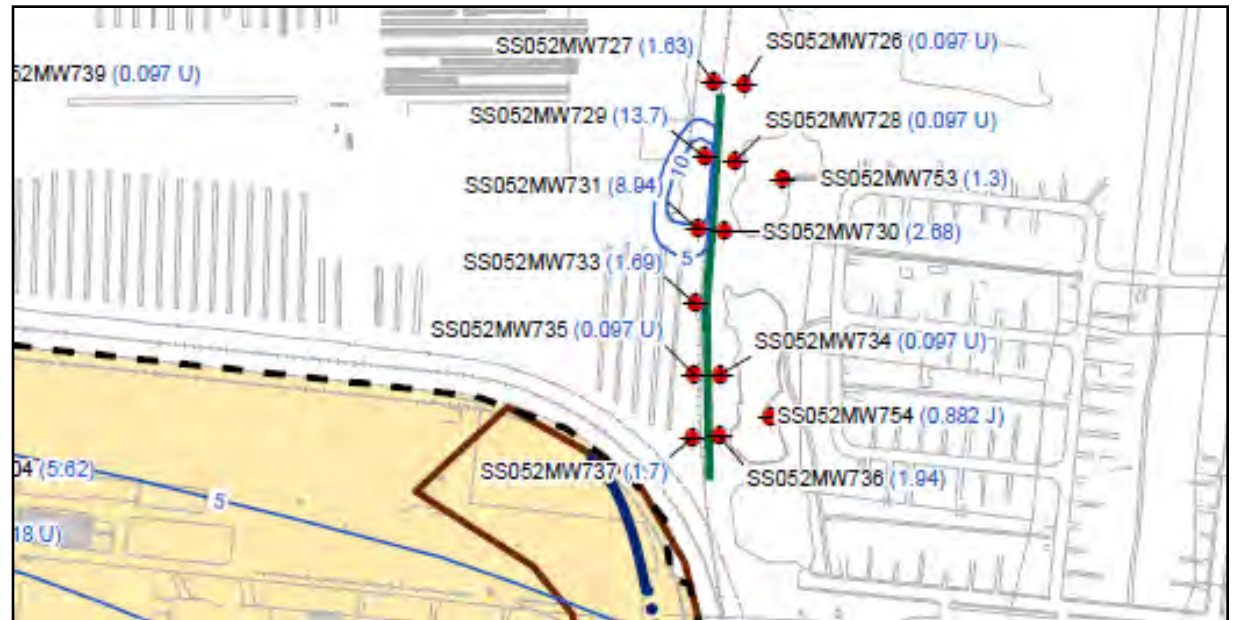 SS052MW727 (1.63)
SS052MW726 (0.097 U)
52MW739 (0.097 U)
SS052MW729 (13.7)
SS052MW728 (0.097 U)
10
SS052MW731 (8.94)
SS052MW753 (1.3)
SS052MW730 (2.68)
5
SS052MW733 (1.69)
SS052MW735 (0.097 U)
SS052MW734 (0.097 U)
SS052MW754 (0.882 J)
04 (5.62)
SS052MW737 (1.7)
SS052MW736 (1.94)
5
18 U)